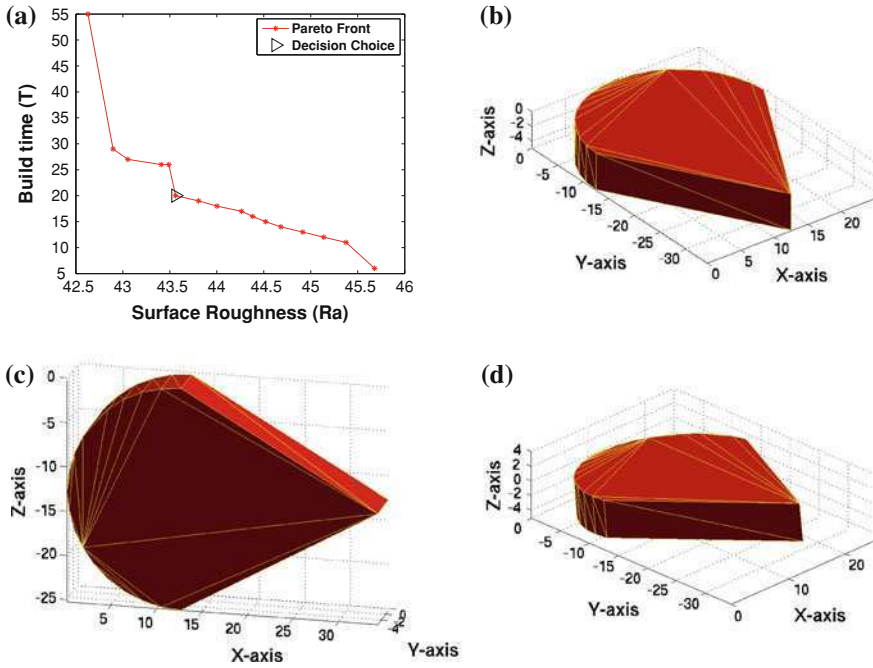 (a)
55
50
45
40
35
30
25
20
15
10
5
Build time (T)
42.5 43 43.5 44 44.5 45 45.5 46
Surface Roughness (Ra)
Pareto Front
Decision Choice
(b)
Z-axis
0
-2
-4
0
-5
-10
-15
-20
-25
-30
Y-axis
0
5
10
15
20
X-axis
(c)
Z-axis
0
-5
-10
-15
-20
-25
5 10 15 20 25 30
X-axis
0
-2
-4
Y-axis
(d)
Z-axis
4
2
0
-2
-4
0
-5
-10
-15
-20
-25
-30
Y-axis
0
10
20
X-axis